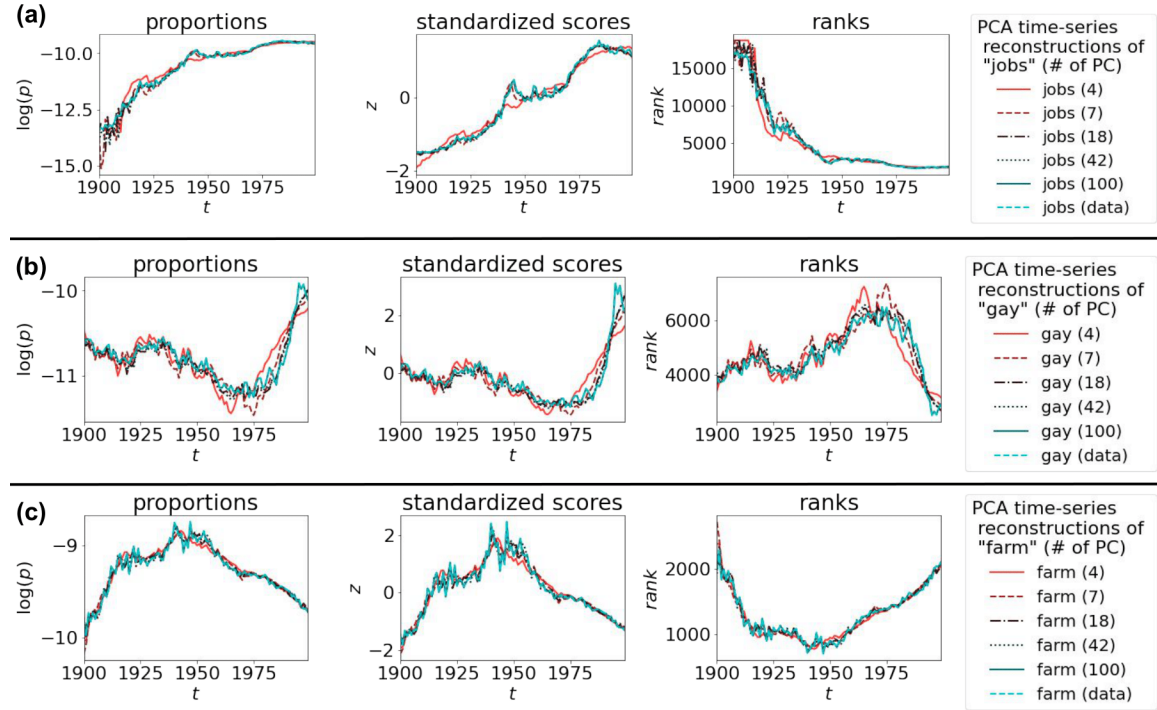 (a)
proportions
standardized scores
ranks
−10.0
−12.5
−15.0
log(p)
1900 1925 1950 1975
t
0
−2
z
1900 1925 1950 1975
t
15000
10000
5000
rank
1900 1925 1950 1975
t
PCA time-series
reconstructions of
"jobs" (# of PC)
jobs (4)
jobs (7)
jobs (18)
jobs (42)
jobs (100)
jobs (data)
(b)
proportions
standardized scores
ranks
−10
−11
log(p)
1900 1925 1950 1975
t
2
0
z
1900 1925 1950 1975
t
6000
4000
rank
1900 1925 1950 1975
t
PCA time-series
reconstructions of
"gay" (# of PC)
gay (4)
gay (7)
gay (18)
gay (42)
gay (100)
gay (data)
(c)
proportions
standardized scores
ranks
−9
−10
log(p)
1900 1925 1950 1975
t
2
0
−2
z
1900 1925 1950 1975
t
2000
1000
rank
1900 1925 1950 1975
t
PCA time-series
reconstructions of
"farm" (# of PC)
farm (4)
farm (7)
farm (18)
farm (42)
farm (100)
farm (data)